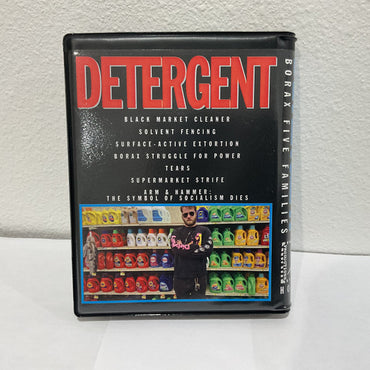 DETERGENT
BLACK MARKET CLEANER
SOLVENT FENCING
SURFACE-ACTIVE EXTORTION
BORAX STRUGGLE FOR POWER
TEARS
SUPERMARKET STRIFE
ARM & HAMMER:
THE SYMBOL OF SOCIALISM DIES
BORAX FIVE FAMILIES